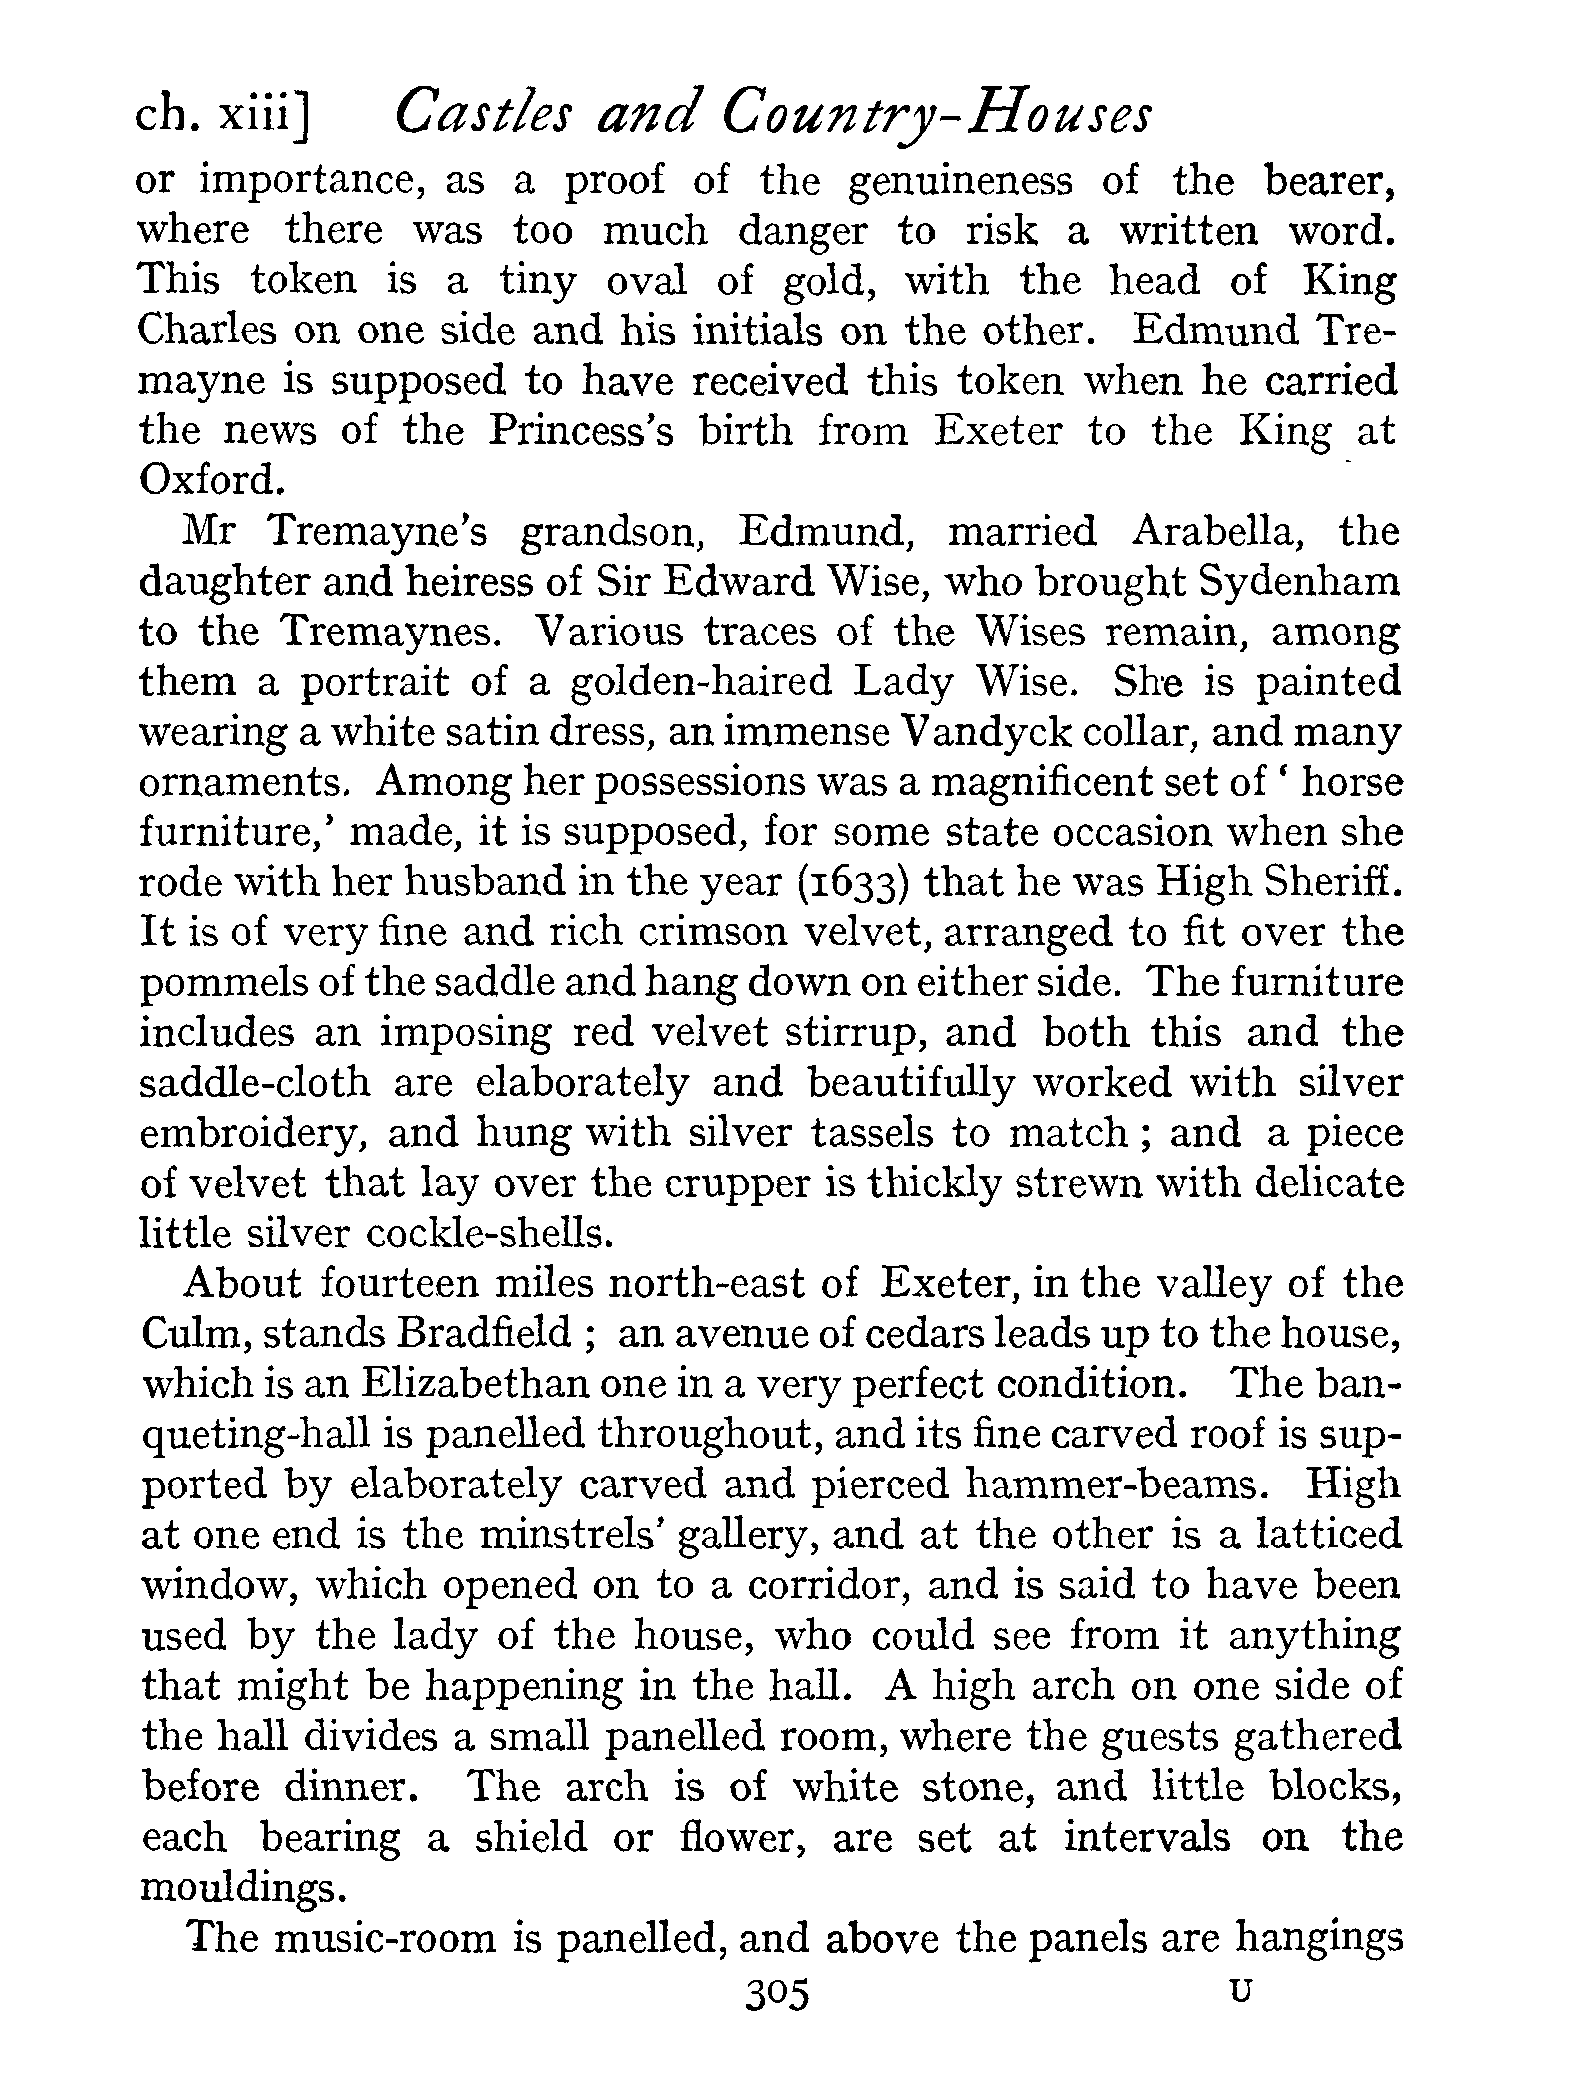 ch. xiii] Castles and Country-Houses
or importance, as a proof of the genuineness of the bearer,
where there was too much danger to risk a written word.
This token is a tiny oval of gold, with the head of King
Charles on one side and his initials on the other. Edmund Tre-
mayne is supposed to have received this token when he carried
the news of the Princess's birth from Exeter to the King at
Oxford.
Mr Tremayne's grandson, Edmund, married Arabella, the
daughter and heiress of Sir Edward Wise, who brought Sydenham
to the Tremaynes. Various traces of the Wises remain, among
them a portrait of a golden-haired Lady Wise. She is painted
wearing a white satin dress, an immense Vandyck collar, and many
ornaments. Among her possessions was a magnificent set of ' horse
furniture,' made, it is supposed, for some state occasion when she
rode with her husband in the year (1633) that he was High Sheriff.
It is of very fine and rich crimson velvet, arranged to fit over the
pommels of the saddle and hang down on either side. The furniture
includes an imposing red velvet stirrup, and both this and the
saddle-cloth are elaborately and beautifully worked with silver
embroidery, and hung with silver tassels to match ; and a piece
of velvet that lay over the crupper is thickly strewn with delicate
little silver cockle-shells.
About fourteen miles north-east of Exeter, in the valley of the
Culm, stands Bradfield ; an avenue of cedars leads up to the house,
which is an Elizabethan one in a very perfect condition. The ban-
queting-hall is panelled throughout, and its fine carved roof is sup-
ported by elaborately carved and pierced hammer-beams. High
at one end is the minstrels' gallery, and at the other is a latticed
window, which opened on to a corridor, and is said to have been
used by the lady of the house, who could see from it anything
that might be happening in the hall. A high arch on one side of
the hall divides a small panelled room, where the guests gathered
before dinner. The arch is of white stone, and little blocks,
each bearing a shield or flower, are set at intervals on the
mouldings.
The music-room is panelled, and above the panels are hangings
305 U